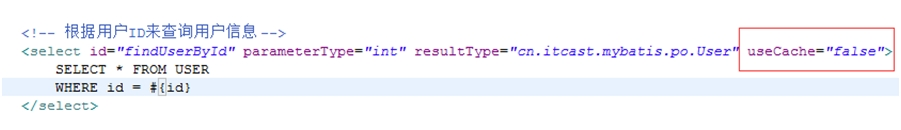 <!-- 根据用户ID来查询用户信息 -->
<select id="findUserById" parameterType="int" resultType="cn.itcast.mybatis.po.User" useCache="false">
SELECT * FROM USER
WHERE id = #{id}
</select>